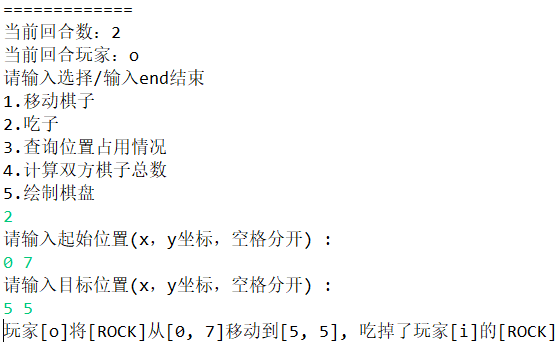 =============
当前回合数：2
当前回合玩家：o
请输入选择/输入end结束
1.移动棋子
2.吃子
3.查询位置占用情况
4.计算双方棋子总数
5.绘制棋盘
2
请输入起始位置(x，y坐标，空格分开) :
0 7
请输入目标位置(x，y坐标，空格分开) :
5 5
玩家[o]将[ROCK]从[0, 7]移动到[5, 5], 吃掉了玩家[i]的[ROCK]